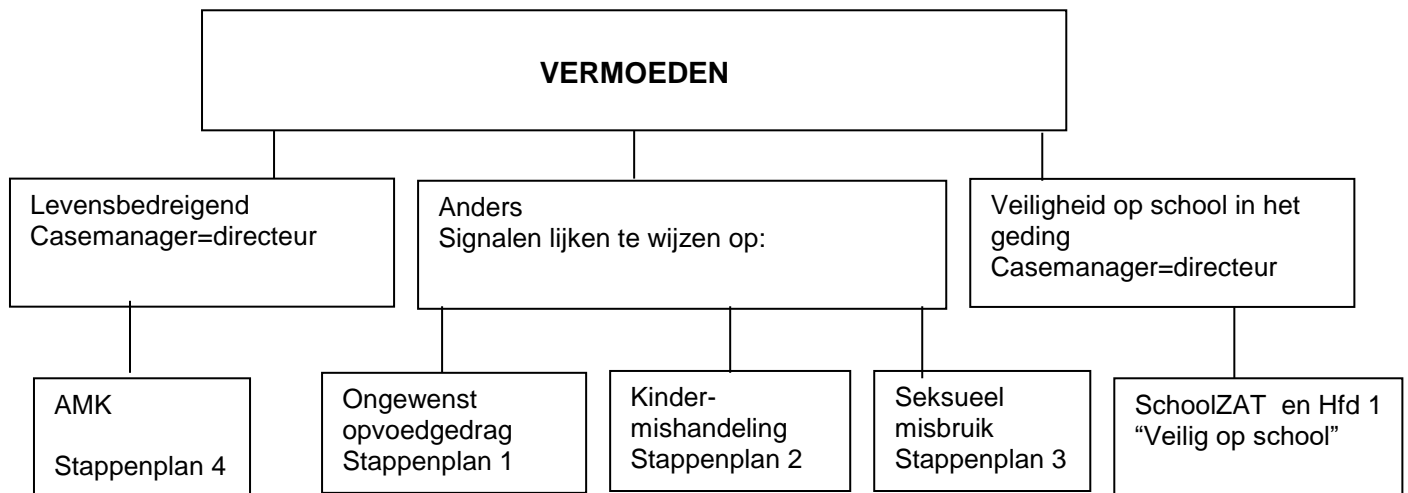 VERMOEDEN
Levensbedreigend
Casemanager=directeur
Anders
Signalen lijken te wijzen op:
Veiligheid op school in het
geding
Casemanager=directeur
AMK
Stappenplan 4
Ongewenst
opvoedgedrag
Stappenplan 1
Kinder-
mishandeling
Stappenplan 2
Seksueel
misbruik
Stappenplan 3
SchoolZAT en Hfd 1
“Veilig op school”